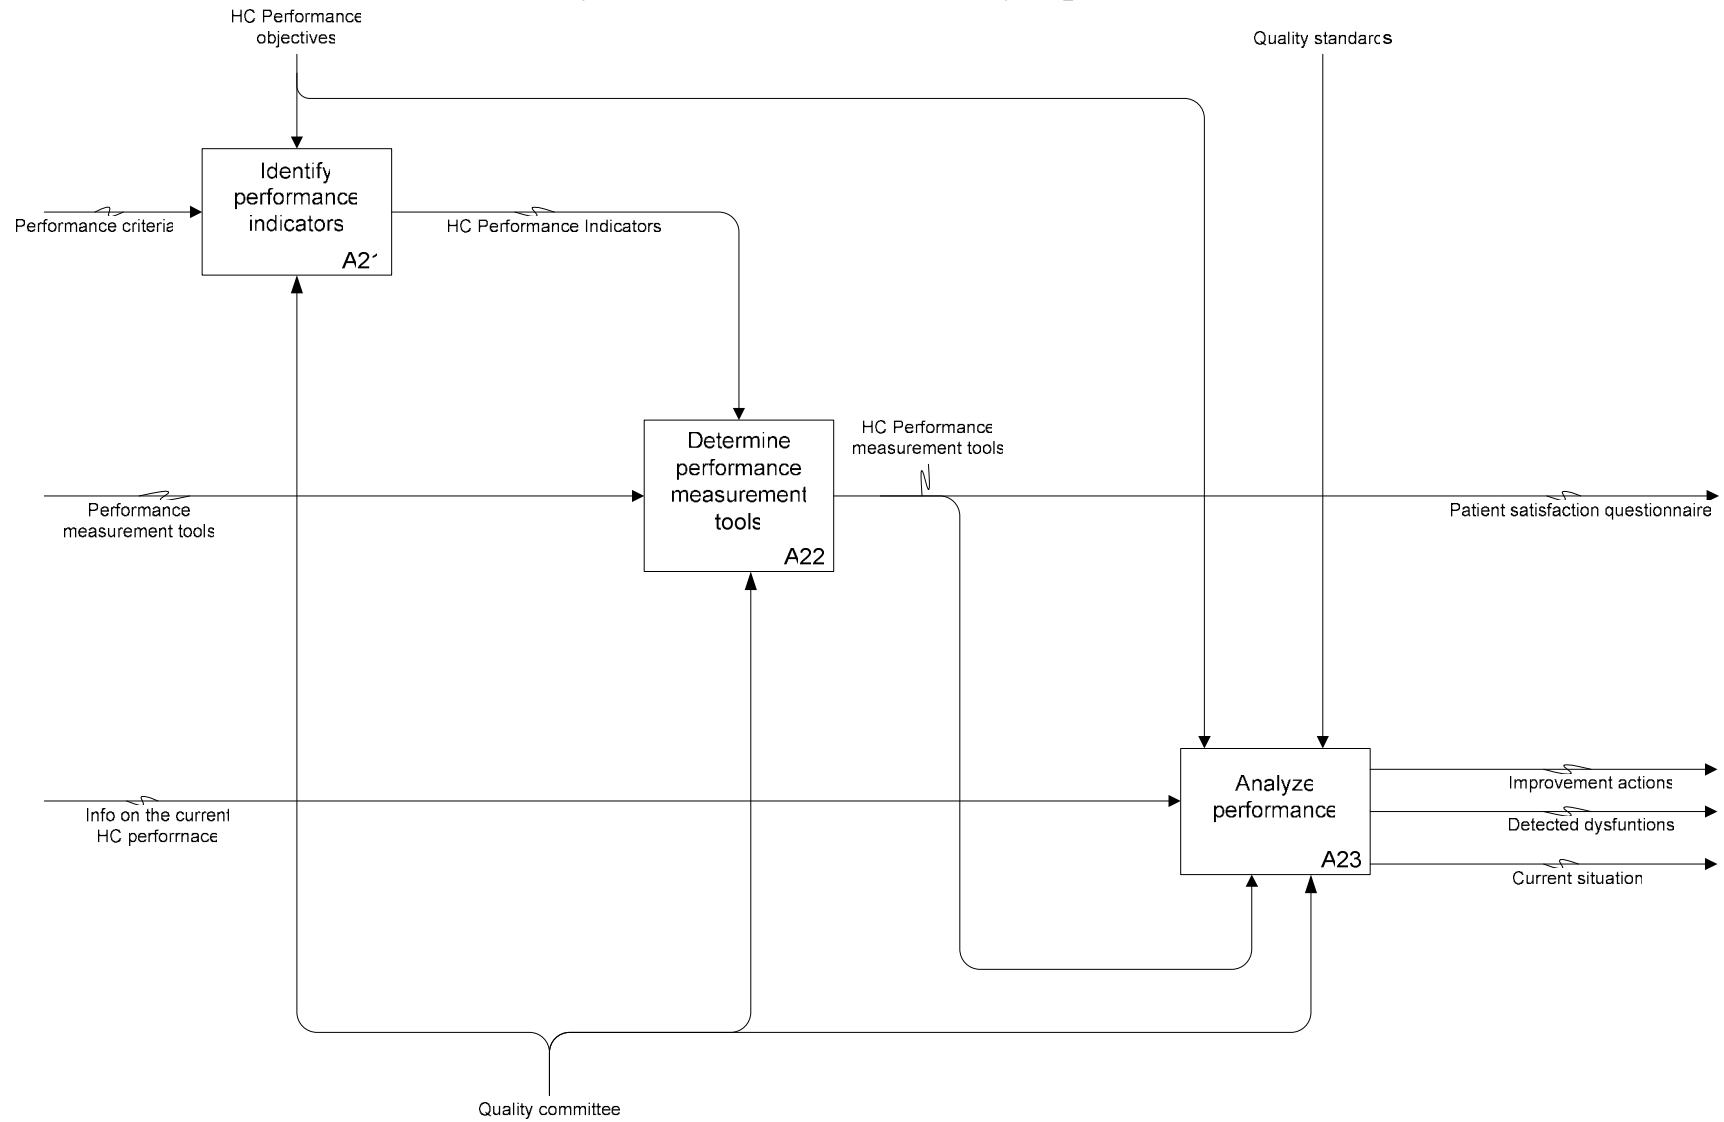 HC Performance
objectives
Quality standards
Identify
performance
indicators
A21
Performance criteria
HC Performance Indicators
Determine
performance
measurement
tools
A22
HC Performance
measurement tools
Performance
measurement tools
Patient satisfaction questionnaire
Analyze
performance
A23
Info on the current
HC perforrnace
Improvement actions
Detected dysfuntions
Current situation
Quality committee